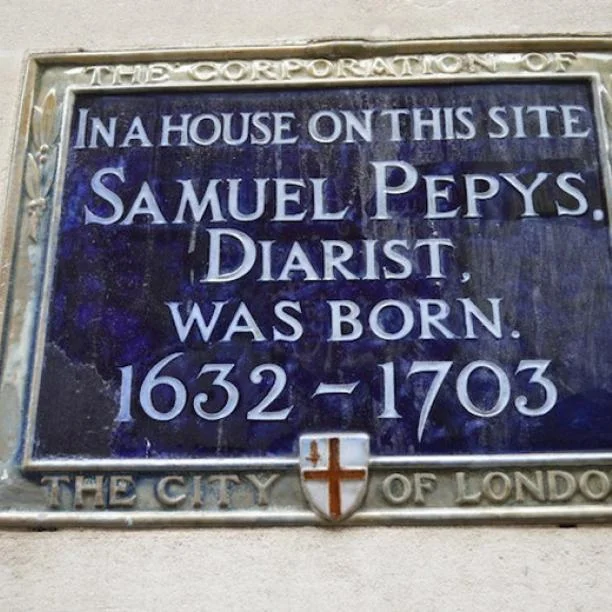 THE CORPORATION OF
IN A HOUSE ON THIS SITE
SAMUEL PEPYS,
DIARIST,
WAS BORN.
1632 – 1703
THE CITY OF LONDO